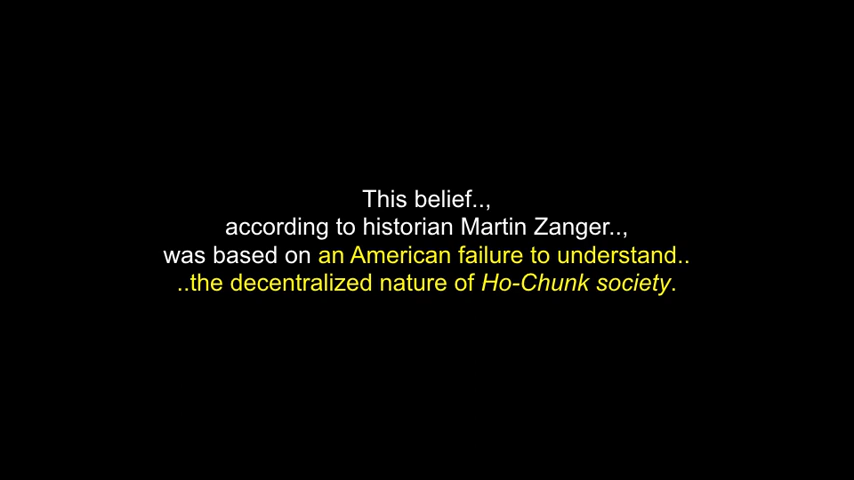 This belief..,
according to historian Martin Zanger..,
was based on an American failure to understand..
..the decentralized nature of Ho-Chunk society.